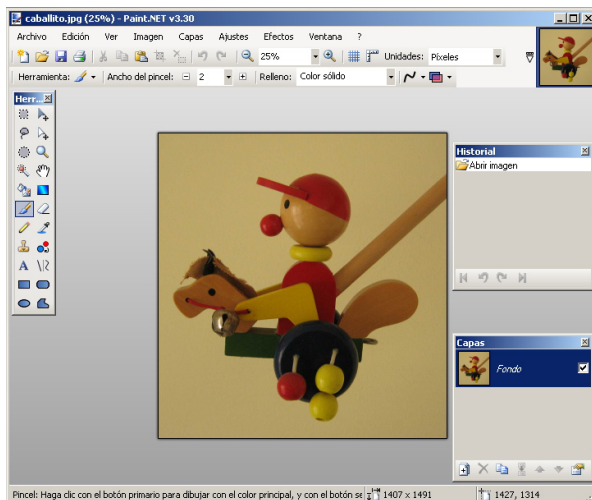 caballito.jpg (25%) - Paint.NET v3.30
Archivo Edición Ver Imagen Capas Ajustes Efectos Ventana ?
25% Unidades: Píxeles
Herramienta: Ancho del pincel: 2 Relleno: Color sólido
Herr...
Historial
Abrir imagen
Capas
Fondo
Pincel: Haga clic con el botón primario para dibujar con el color principal, y con el botón se 1407 x 1491 1427, 1314